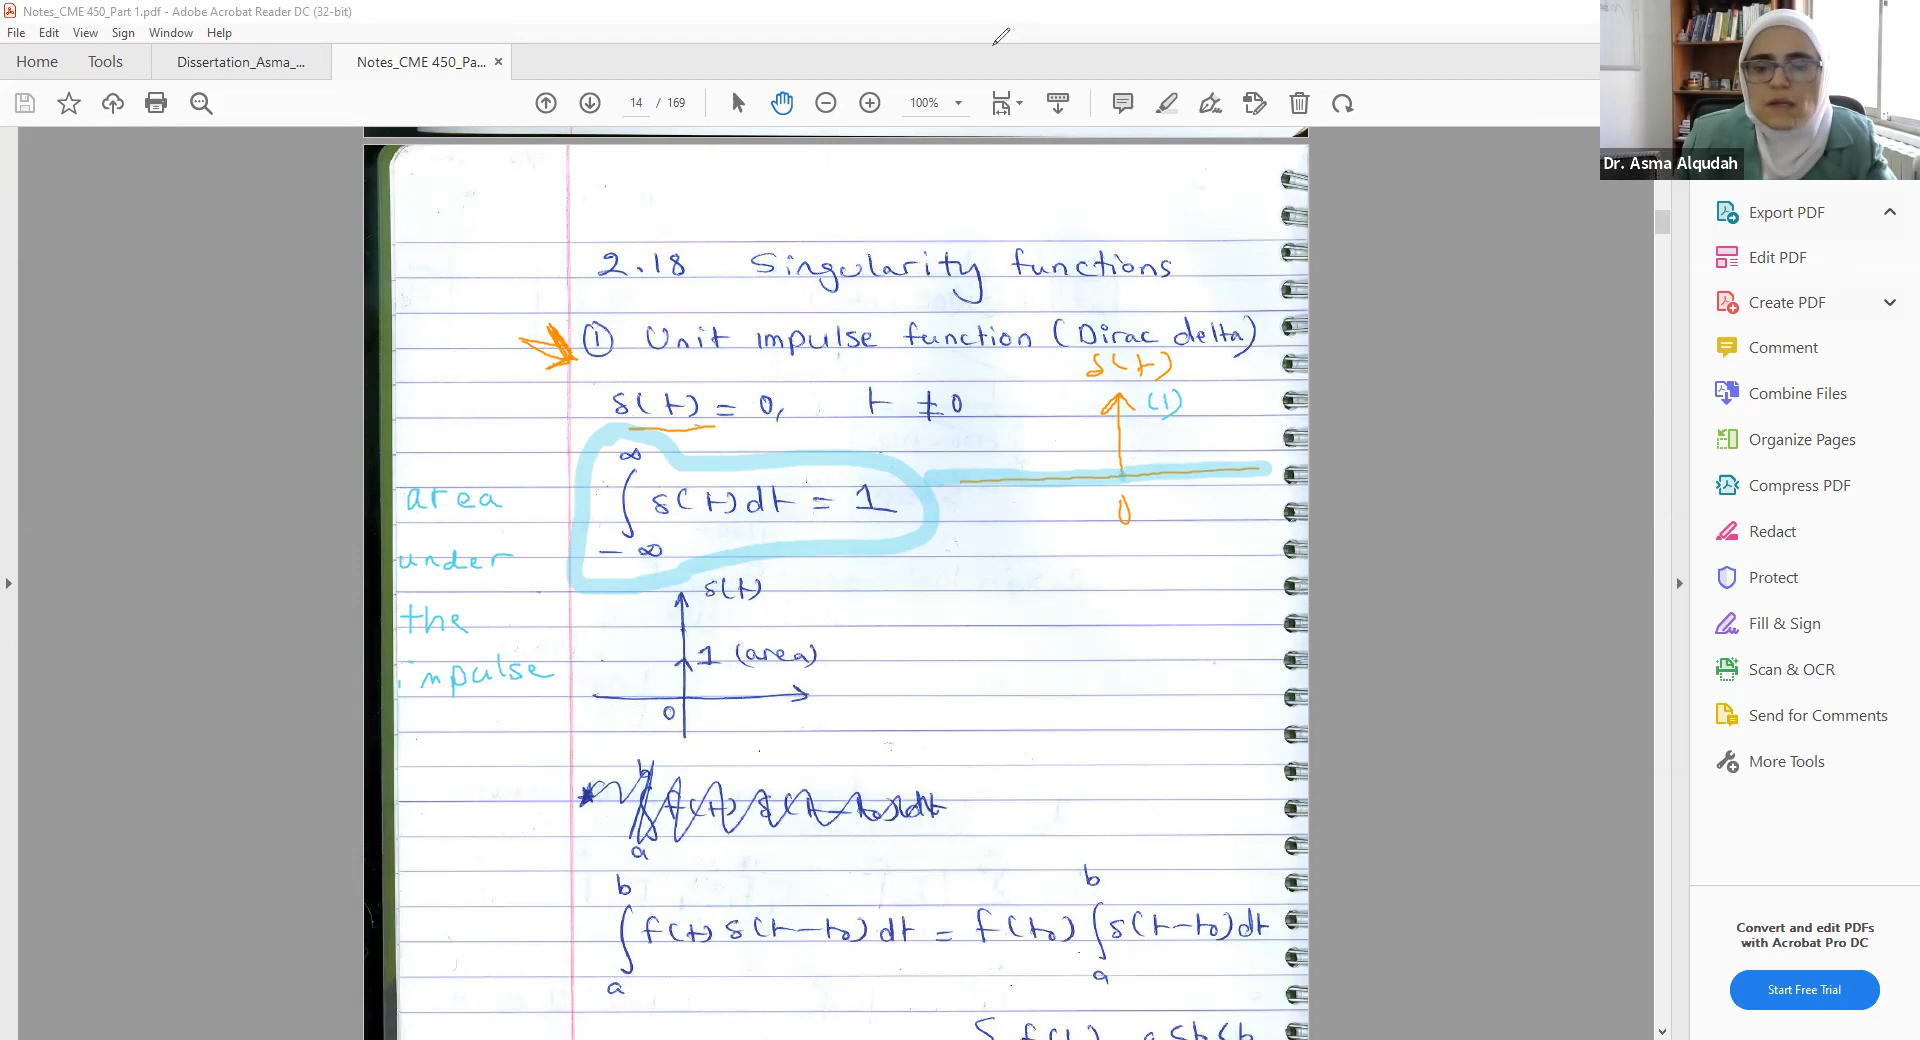 Notes_CME 450_Part 1.pdf - Adobe Acrobat Reader DC (32-bit)
File Edit View Sign Window Help
Home Tools Dissertation_Asma_... Notes_CME 450_Pa... ×
14 / 169 100%
Dr. Asma Alqudah
2.18 Singularity functions
① Unit impulse function (Dirac delta)
δ(t)
δ(t) = 0, t ≠ 0
(1)
∞
∫ δ(t) dt = 1
- ∞
0
area
under
the
impulse
δ(t)
1 (area)
0
b
a
b b
∫ f(t) δ(t-t₀) dt = f(t₀) ∫ δ(t-t₀) dt
a a
Export PDF
Edit PDF
Create PDF
Comment
Combine Files
Organize Pages
Compress PDF
Redact
Protect
Fill & Sign
Scan & OCR
Send for Comments
More Tools
Convert and edit PDFs
with Acrobat Pro DC
Start Free Trial